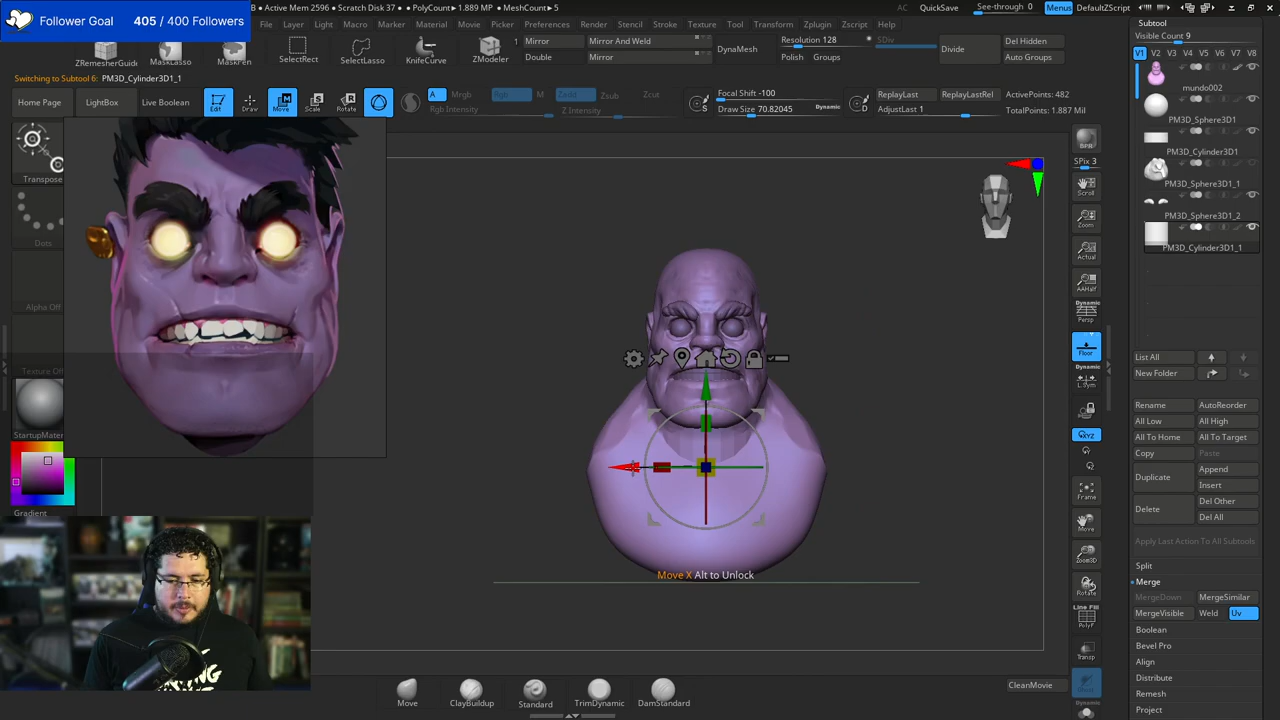 Follower Goal 405 / 400 Followers
B • Active Mem 2596 • Scratch Disk 37 • PolyCount•1.889 MP • MeshCount•5
AC QuickSave See-through 0 Menus DefaultZScript
File Layer Light Macro Marker Material Movie Picker Preferences Render Stencil Stroke Texture Tool Transform Zplugin Zscript Help
ZRemesherGuide MaskLasso MaskPen SelectRect SelectLasso KnifeCurve ZModeler 1
Mirror Mirror And Weld
Double Mirror
DynaMesh
Resolution 128 SDiv
Polish Groups
Divide
Del Hidden
Auto Groups
Switching to Subtool 6: PM3D_Cylinder3D1_1
Home Page LightBox Live Boolean Edit Draw Move Scale Rotate
A Mrgb Rgb M Zadd Zsub Zcut
Rgb Intensity Z Intensity
Focal Shift -100
Draw Size 70.82045 Dynamic
ReplayLast ReplayLastRel
AdjustLast 1
ActivePoints: 482
TotalPoints: 1.887 Mil
Transpose
Dots
Alpha Off
Texture Off
StartupMater
Gradient
Move X Alt to Unlock
BPR
SPix 3
Scroll
Zoom
Actual
AAHalf
Dynamic
Persp
Floor
Dynamic
L.Sym
Frame
Move
Zoom3D
Rotate
Line Fill
PolyF
Transp
Subtool
Visible Count 9
V1 V2 V3 V4 V5 V6 V7 V8
mundo002
PM3D_Sphere3D1
PM3D_Cylinder3D1
PM3D_Sphere3D1_1
PM3D_Sphere3D1_2
PM3D_Cylinder3D1_1
List All
New Folder
Rename AutoReorder
All Low All High
All To Home All To Target
Copy Paste
Duplicate Append
Insert
Delete Del Other
Del All
Apply Last Action To All Subtools
Split
Merge
MergeDown MergeSimilar
MergeVisible Weld Uv
Boolean
Bevel Pro
Align
Distribute
Remesh
Project
Move ClayBuildup Standard TrimDynamic DamStandard
CleanMovie